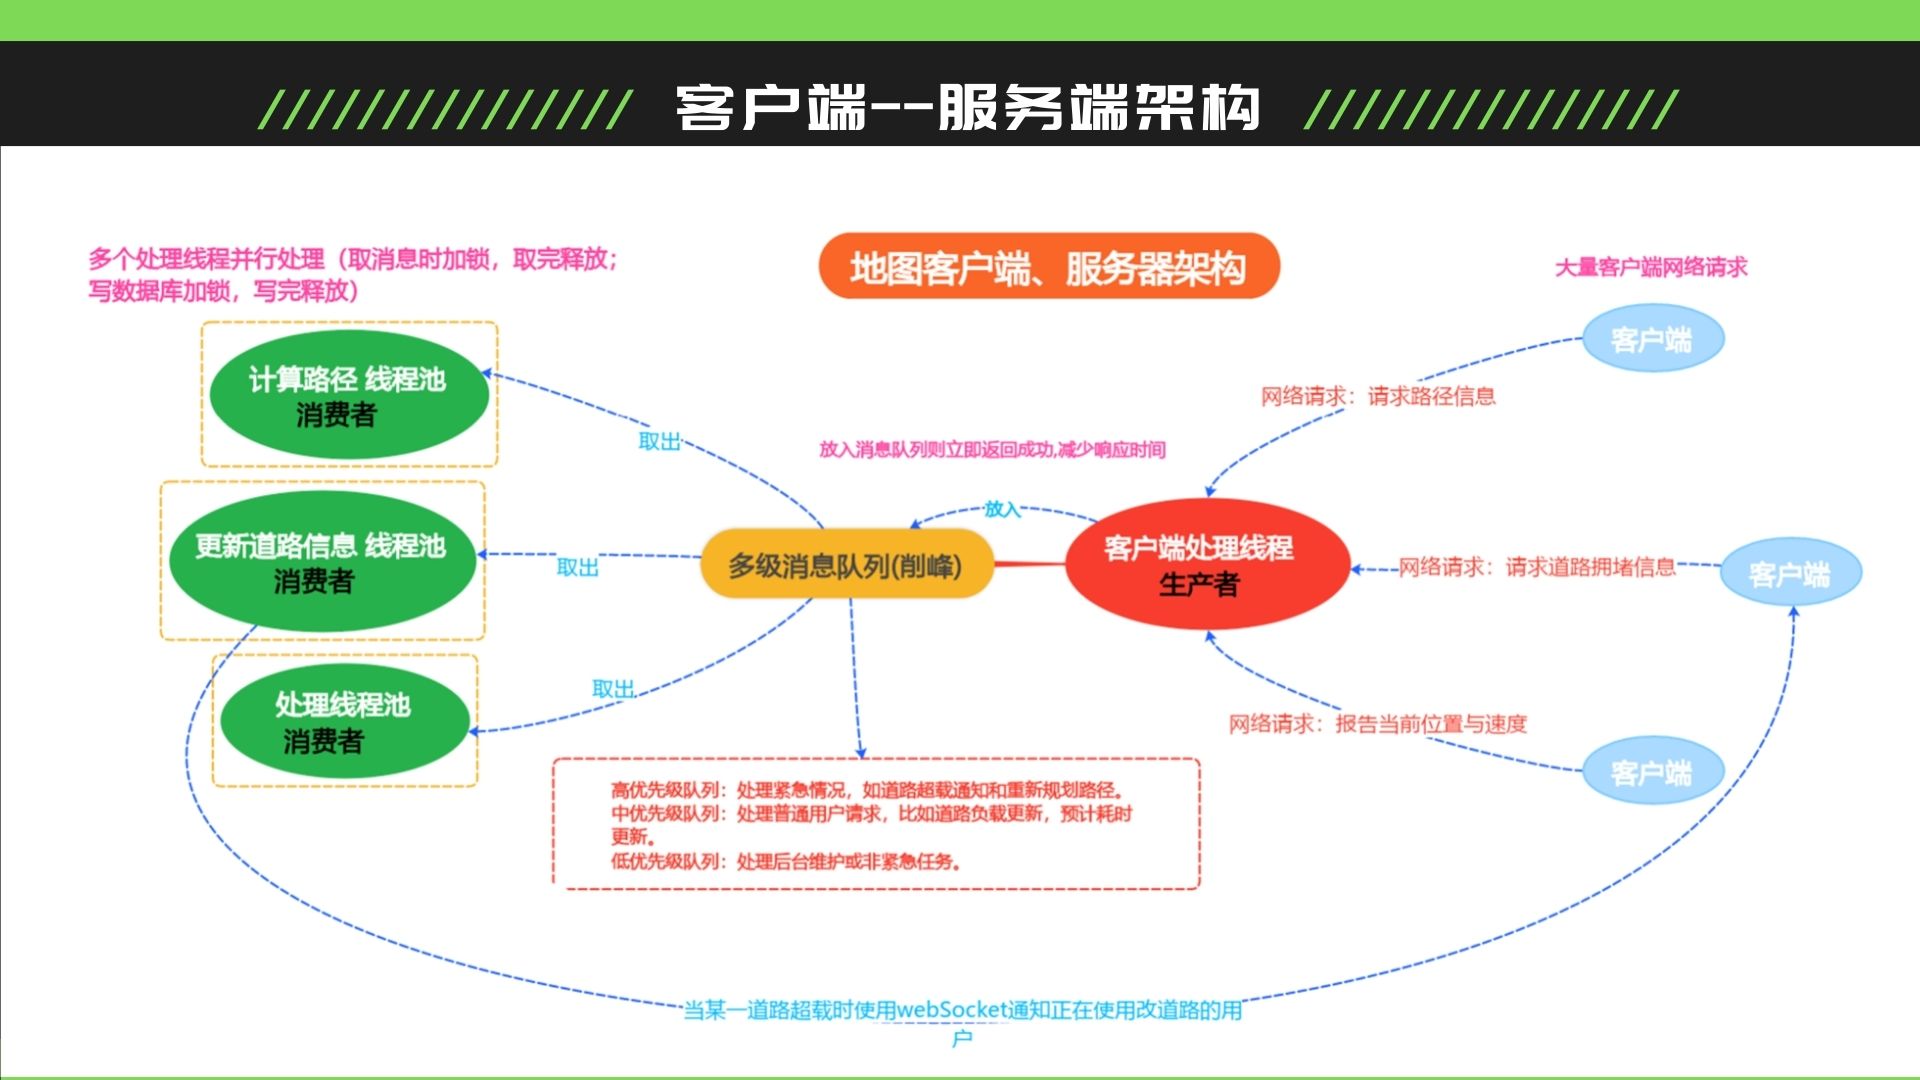 客户端--服务端架构
多个处理线程并行处理（取消息时加锁，取完释放；
写数据库加锁，写完释放）
地图客户端、服务器架构
大量客户端网络请求
客户端
计算路径 线程池
消费者
网络请求：请求路径信息
取出
放入消息队列则立即返回成功,减少响应时间
放入
更新道路信息 线程池
消费者
取出
多级消息队列(削峰)
客户端处理线程
生产者
网络请求：请求道路拥堵信息
客户端
处理线程池
消费者
取出
网络请求：报告当前位置与速度
客户端
高优先级队列：处理紧急情况，如道路超载通知和重新规划路径。
中优先级队列：处理普通用户请求，比如道路负载更新，预计耗时
更新。
低优先级队列：处理后台维护或非紧急任务。
当某一道路超载时使用webSocket通知正在使用改道路的用
户